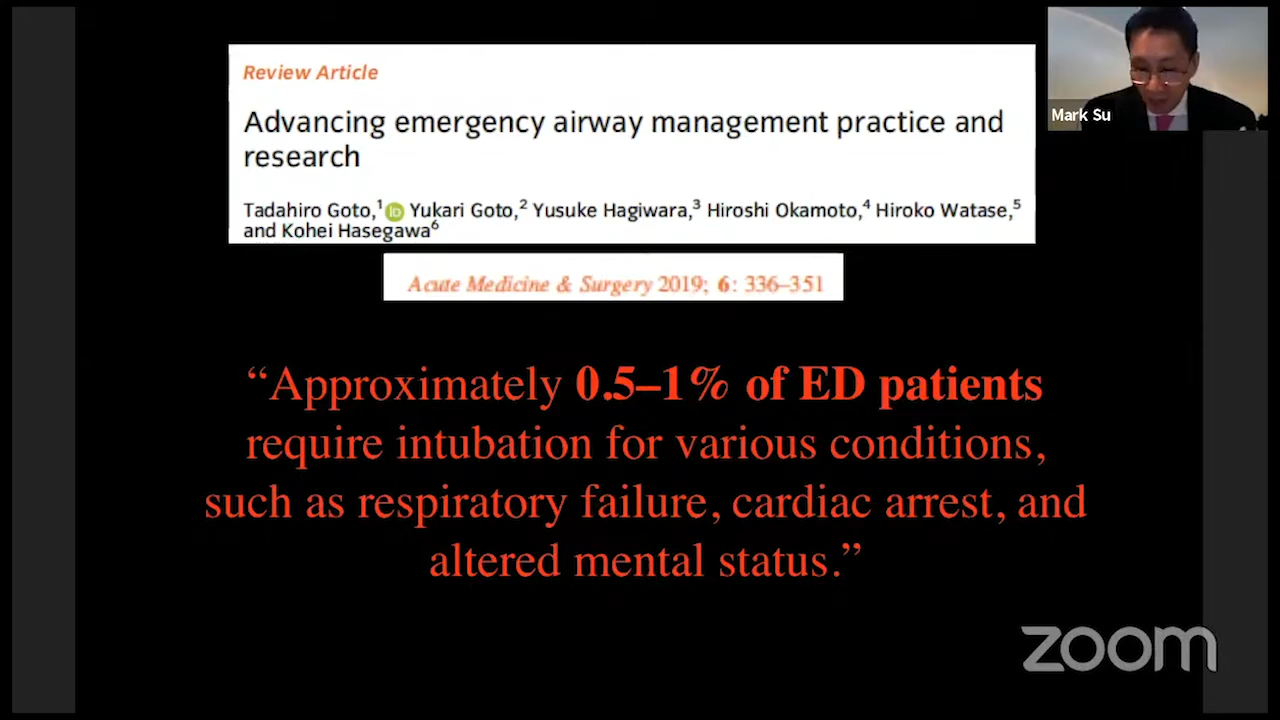 Review Article
Advancing emergency airway management practice and
research
Tadahiro Goto,¹ iD Yukari Goto,² Yusuke Hagiwara,³ Hiroshi Okamoto,⁴ Hiroko Watase,⁵
and Kohei Hasegawa⁶
Acute Medicine & Surgery 2019; 6: 336–351
Mark Su
“Approximately 0.5–1% of ED patients
require intubation for various conditions,
such as respiratory failure, cardiac arrest, and
altered mental status.”
zoom